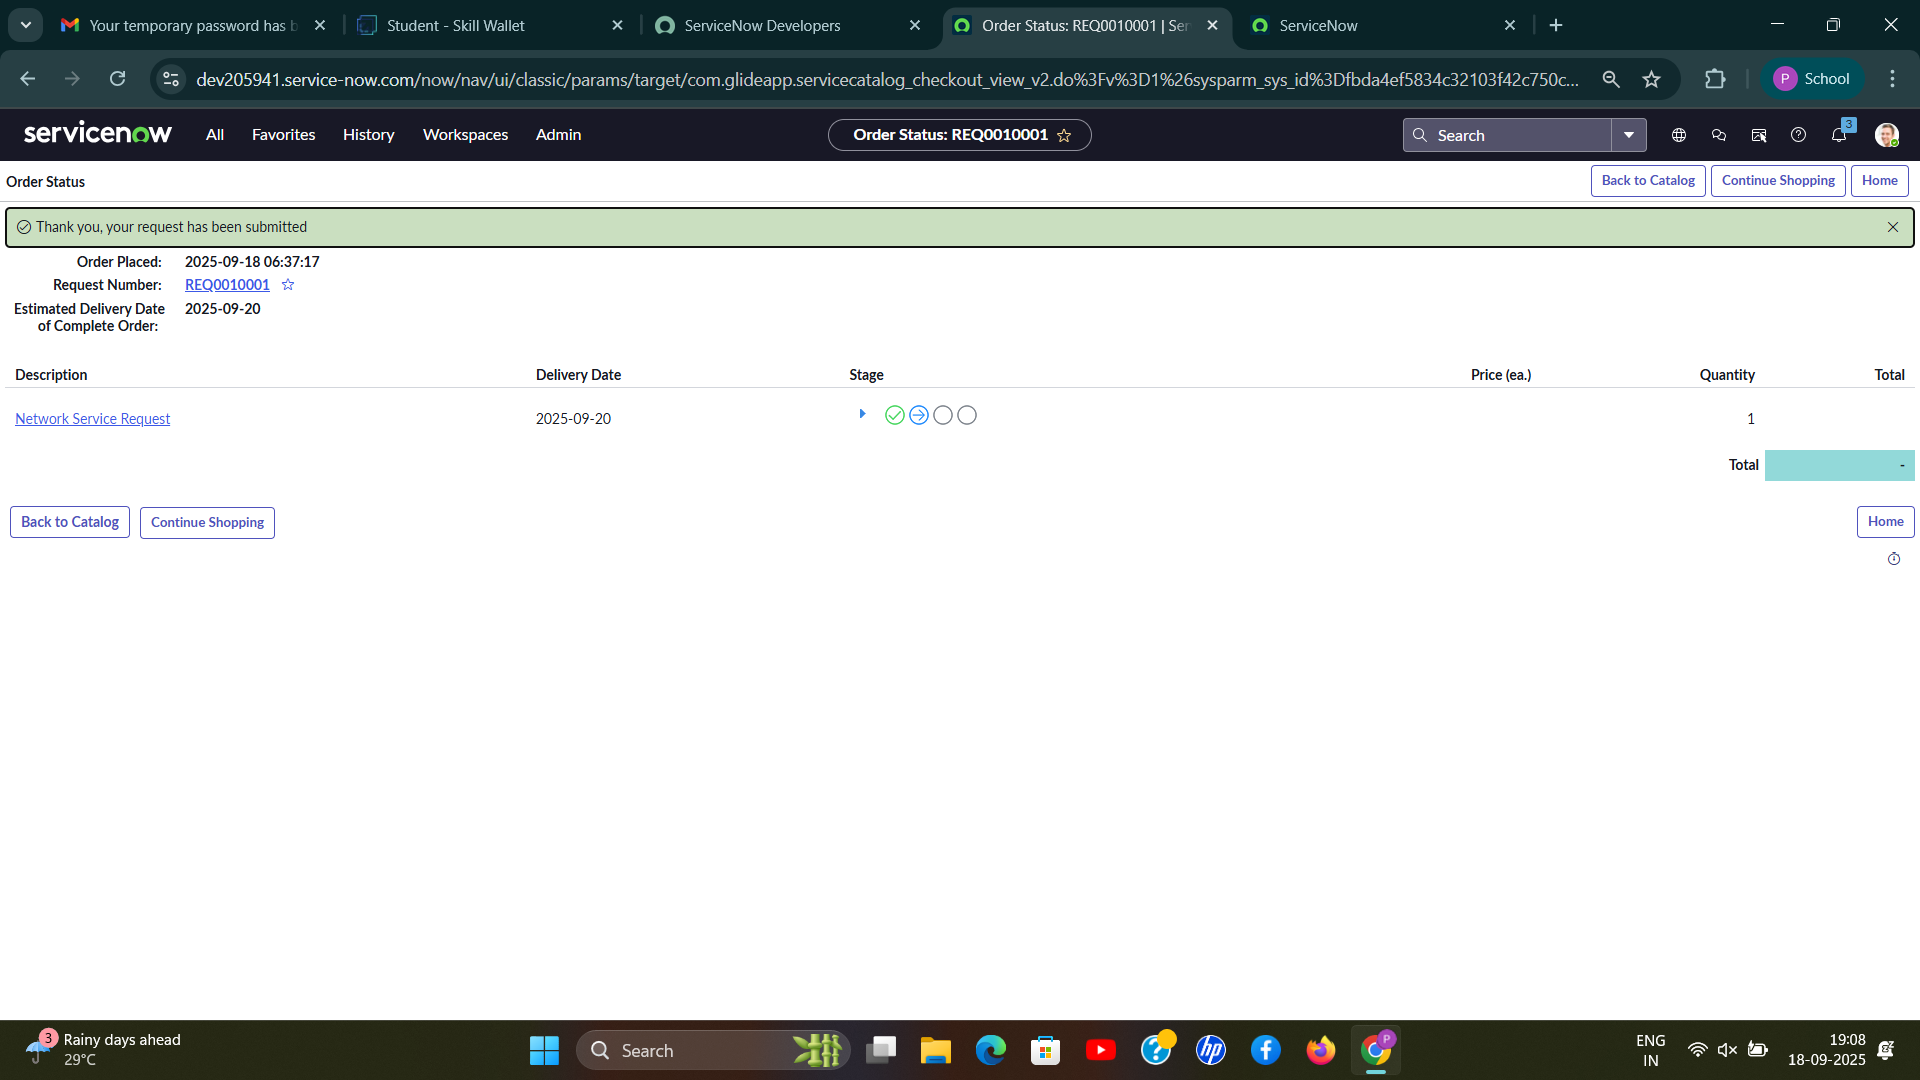 Your temporary password has b
Student - Skill Wallet
ServiceNow Developers
Order Status: REQ0010001 | Ser
ServiceNow
dev205941.service-now.com/now/nav/ui/classic/params/target/com.glideapp.servicecatalog_checkout_view_v2.do%3Fv%3D1%26sysparm_sys_id%3Dfbda4ef5834c32103f42c750c...
P School
servicenow
All Favorites History Workspaces Admin
Order Status: REQ0010001
Search
3
Order Status
Back to Catalog Continue Shopping Home
Thank you, your request has been submitted
Order Placed: 2025-09-18 06:37:17
Request Number: REQ0010001
Estimated Delivery Date 2025-09-20
of Complete Order:
Description Delivery Date Stage Price (ea.) Quantity Total
Network Service Request 2025-09-20 1
Total -
Back to Catalog Continue Shopping Home
3 Rainy days ahead
29°C
Search
hp
P
ENG
IN
19:08
18-09-2025